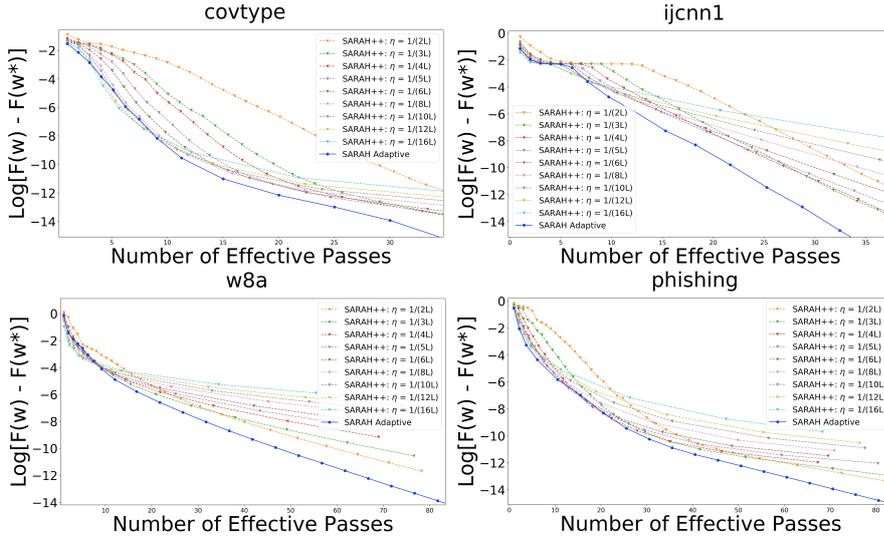 covtype
Log[F(w) - F(w*)]
−2
−4
−6
−8
−10
−12
−14
5
10
15
20
25
30
Number of Effective Passes
SARAH++: η = 1/(2L)
SARAH++: η = 1/(3L)
SARAH++: η = 1/(4L)
SARAH++: η = 1/(5L)
SARAH++: η = 1/(6L)
SARAH++: η = 1/(8L)
SARAH++: η = 1/(10L)
SARAH++: η = 1/(12L)
SARAH++: η = 1/(16L)
SARAH Adaptive
ijcnn1
Log[F(w) - F(w*)]
0
−2
−4
−6
−8
−10
−12
−14
0
5
10
15
20
25
30
35
Number of Effective Passes
SARAH++: η = 1/(2L)
SARAH++: η = 1/(3L)
SARAH++: η = 1/(4L)
SARAH++: η = 1/(5L)
SARAH++: η = 1/(6L)
SARAH++: η = 1/(8L)
SARAH++: η = 1/(10L)
SARAH++: η = 1/(12L)
SARAH++: η = 1/(16L)
SARAH Adaptive
w8a
Log[F(w) - F(w*)]
0
−2
−4
−6
−8
−10
−12
−14
10
20
30
40
50
60
70
80
Number of Effective Passes
SARAH++: η = 1/(2L)
SARAH++: η = 1/(3L)
SARAH++: η = 1/(4L)
SARAH++: η = 1/(5L)
SARAH++: η = 1/(6L)
SARAH++: η = 1/(8L)
SARAH++: η = 1/(10L)
SARAH++: η = 1/(12L)
SARAH++: η = 1/(16L)
SARAH Adaptive
phishing
Log[F(w) - F(w*)]
0
−2
−4
−6
−8
−10
−12
−14
0
10
20
30
40
50
60
70
80
Number of Effective Passes
SARAH++: η = 1/(2L)
SARAH++: η = 1/(3L)
SARAH++: η = 1/(4L)
SARAH++: η = 1/(5L)
SARAH++: η = 1/(6L)
SARAH++: η = 1/(8L)
SARAH++: η = 1/(10L
SARAH++: η = 1/(12L
SARAH++: η = 1/(16L
SARAH Adaptive